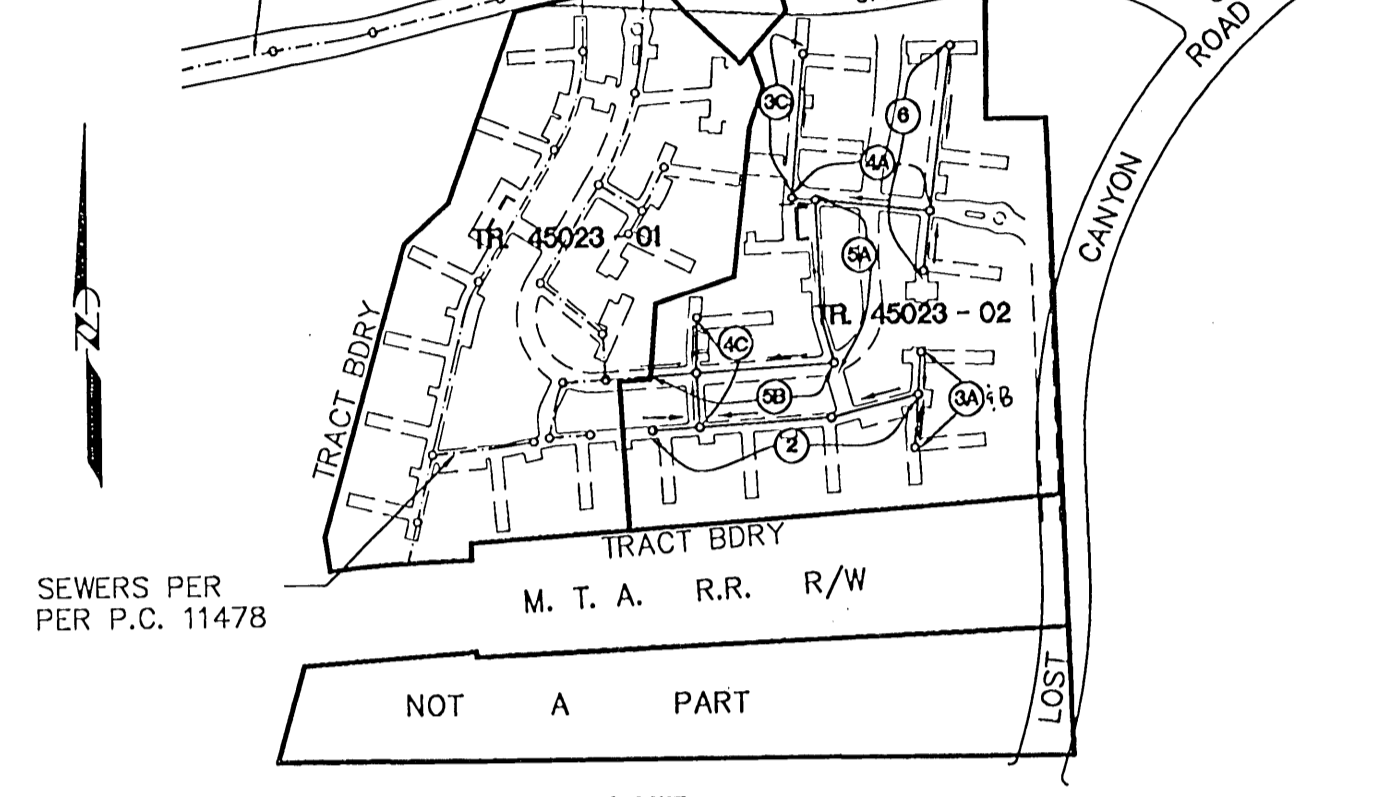 ROAD
CANYON
3C
6
4A
TR. 45023 - 01
5A
TR. 45023 - 02
4C
TRACT BDRY
5B
3A & B
2
N
TRACT BDRY
SEWERS PER
PER P.C. 11478
M. T. A. R.R. R/W
LOST
NOT A PART